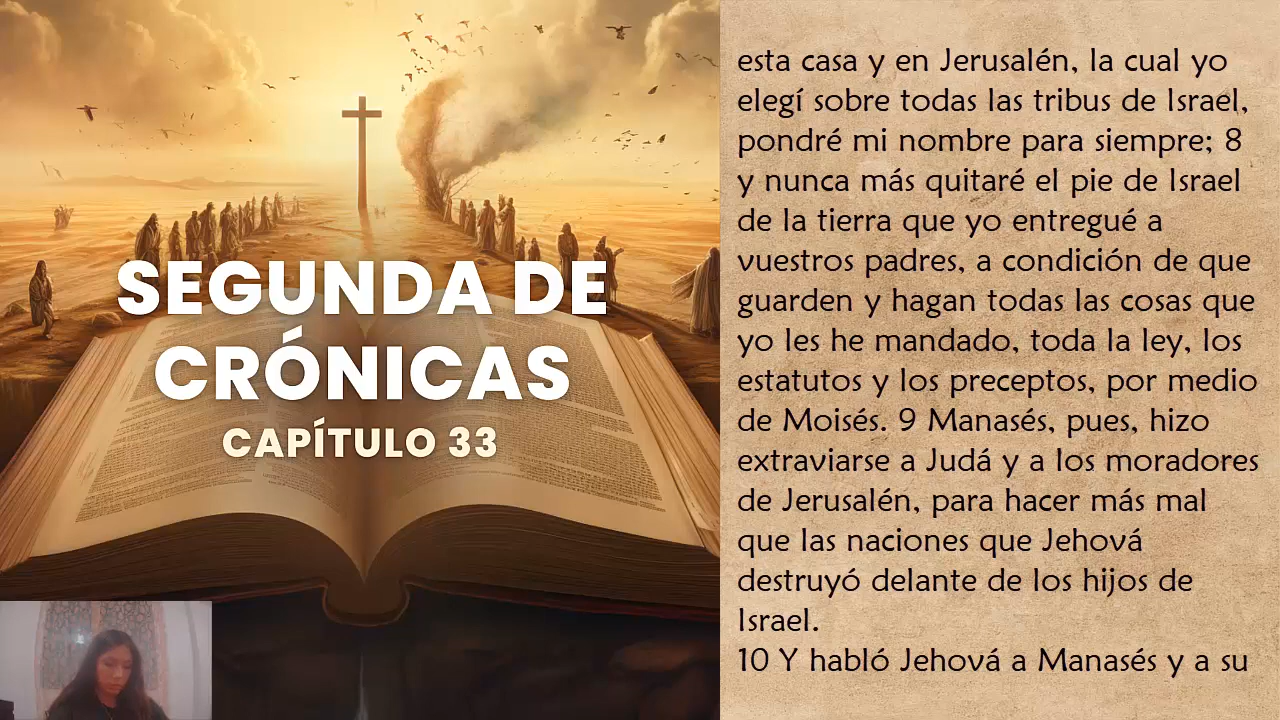 SEGUNDA DE
CRÓNICAS
CAPÍTULO 33
esta casa y en Jerusalén, la cual yo
elegí sobre todas las tribus de Israel,
pondré mi nombre para siempre; 8
y nunca más quitaré el pie de Israel
de la tierra que yo entregué a
vuestros padres, a condición de que
guarden y hagan todas las cosas que
yo les he mandado, toda la ley, los
estatutos y los preceptos, por medio
de Moisés. 9 Manasés, pues, hizo
extraviarse a Judá y a los moradores
de Jerusalén, para hacer más mal
que las naciones que Jehová
destruyó delante de los hijos de
Israel.
10 Y habló Jehová a Manasés y a su